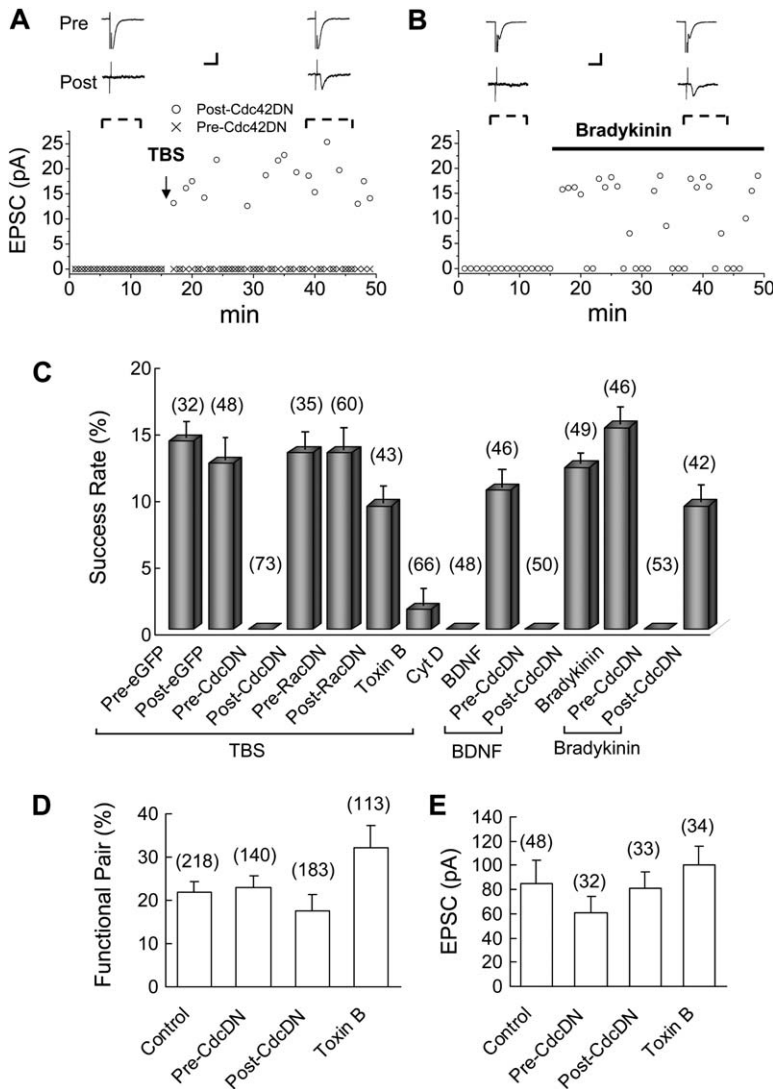 A
Pre
Post
○ Post-Cdc42DN
× Pre-Cdc42DN
TBS
EPSC (pA)
25
20
15
10
5
0
0 10 20 30 40 50
min
B
Bradykinin
25
20
15
10
5
0
0 10 20 30 40 50
min
C
Success Rate (%)
20
15
10
5
0
(32) (48) (73) (35) (60) (43) (66) (48) (46) (50) (49) (46) (53) (42)
Pre-eGFP
Post-eGFP
Pre-CdcDN
Post-CdcDN
Pre-RacDN
Post-RacDN
Toxin B
Cyt D
BDNF
Pre-CdcDN
Post-CdcDN
Bradykinin
Pre-CdcDN
Post-CdcDN
TBS
BDNF
Bradykinin
D
Functional Pair (%)
40
30
20
10
0
(218) (140) (183) (113)
Control
Pre-CdcDN
Post-CdcDN
Toxin B
E
EPSC (pA)
140
120
100
80
60
40
20
0
(48) (32) (33) (34)
Control
Pre-CdcDN
Post-CdcDN
Toxin B